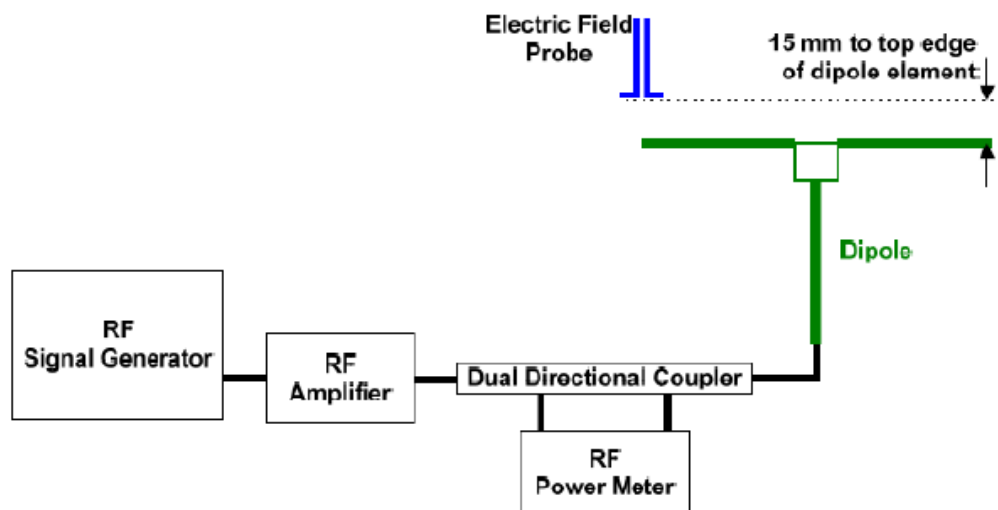 Electric Field
Probe
15 mm to top edge
of dipole element
Dipole
RF
Signal Generator
RF
Amplifier
Dual Directional Coupler
RF
Power Meter